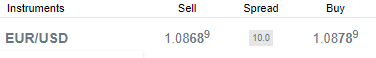 Instruments Sell Spread Buy
EUR/USD 1.0868⁹ 10.0 1.0878⁹